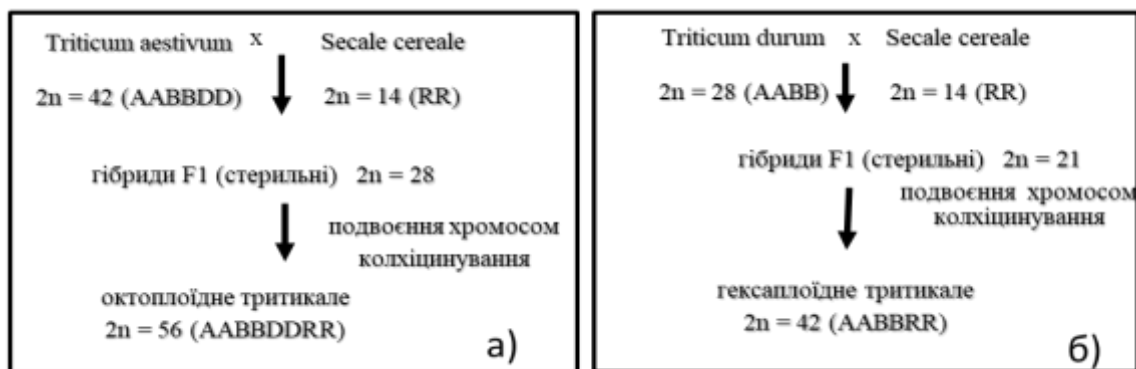 Triticum aestivum x Secale cereale
2n = 42 (AABBDD) 2n = 14 (RR)
гібриди F1 (стерильні) 2n = 28
подвоєння хромосом
колхіцинування
октоплоїдне тритикале
2n = 56 (AABBDDRR)
а)
Triticum durum x Secale cereale
2n = 28 (AABB) 2n = 14 (RR)
гібриди F1 (стерильні) 2n = 21
подвоєння хромосом
колхіцинування
гексаплоїдне тритикале
2n = 42 (AABBRR)
б)